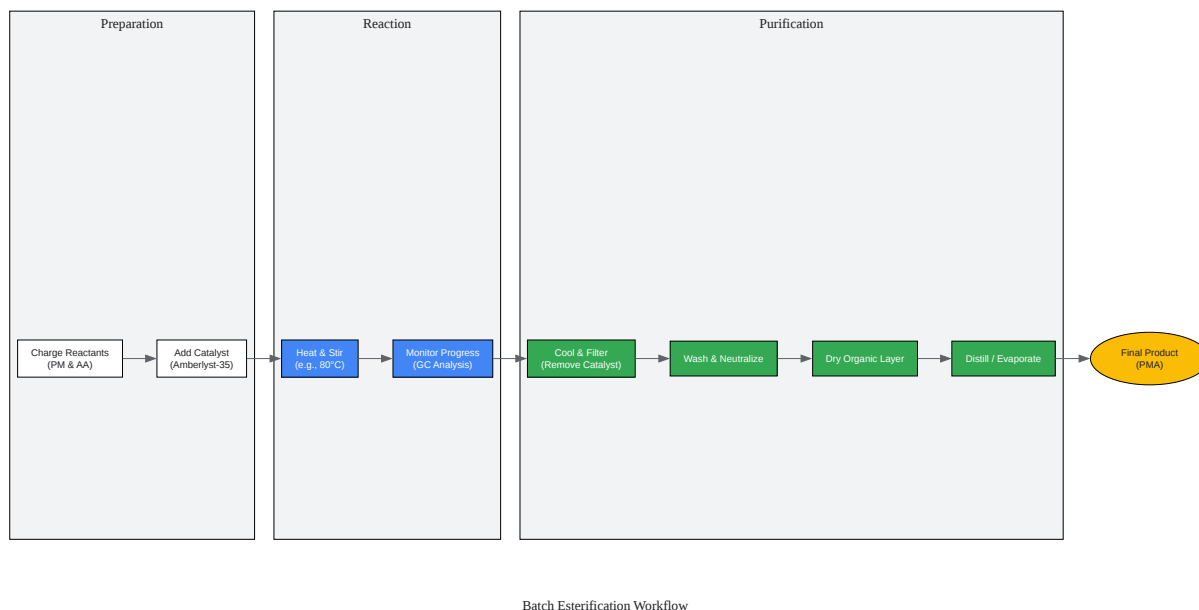 Preparation
Reaction
Purification
Charge Reactants
(PM & AA)
Add Catalyst
(Amberlyst-35)
Heat & Stir
(e.g., 80°C)
Monitor Progress
(GC Analysis)
Cool & Filter
(Remove Catalyst)
Wash & Neutralize
Dry Organic Layer
Distill / Evaporate
Final Product
(PMA)
Batch Esterification Workflow